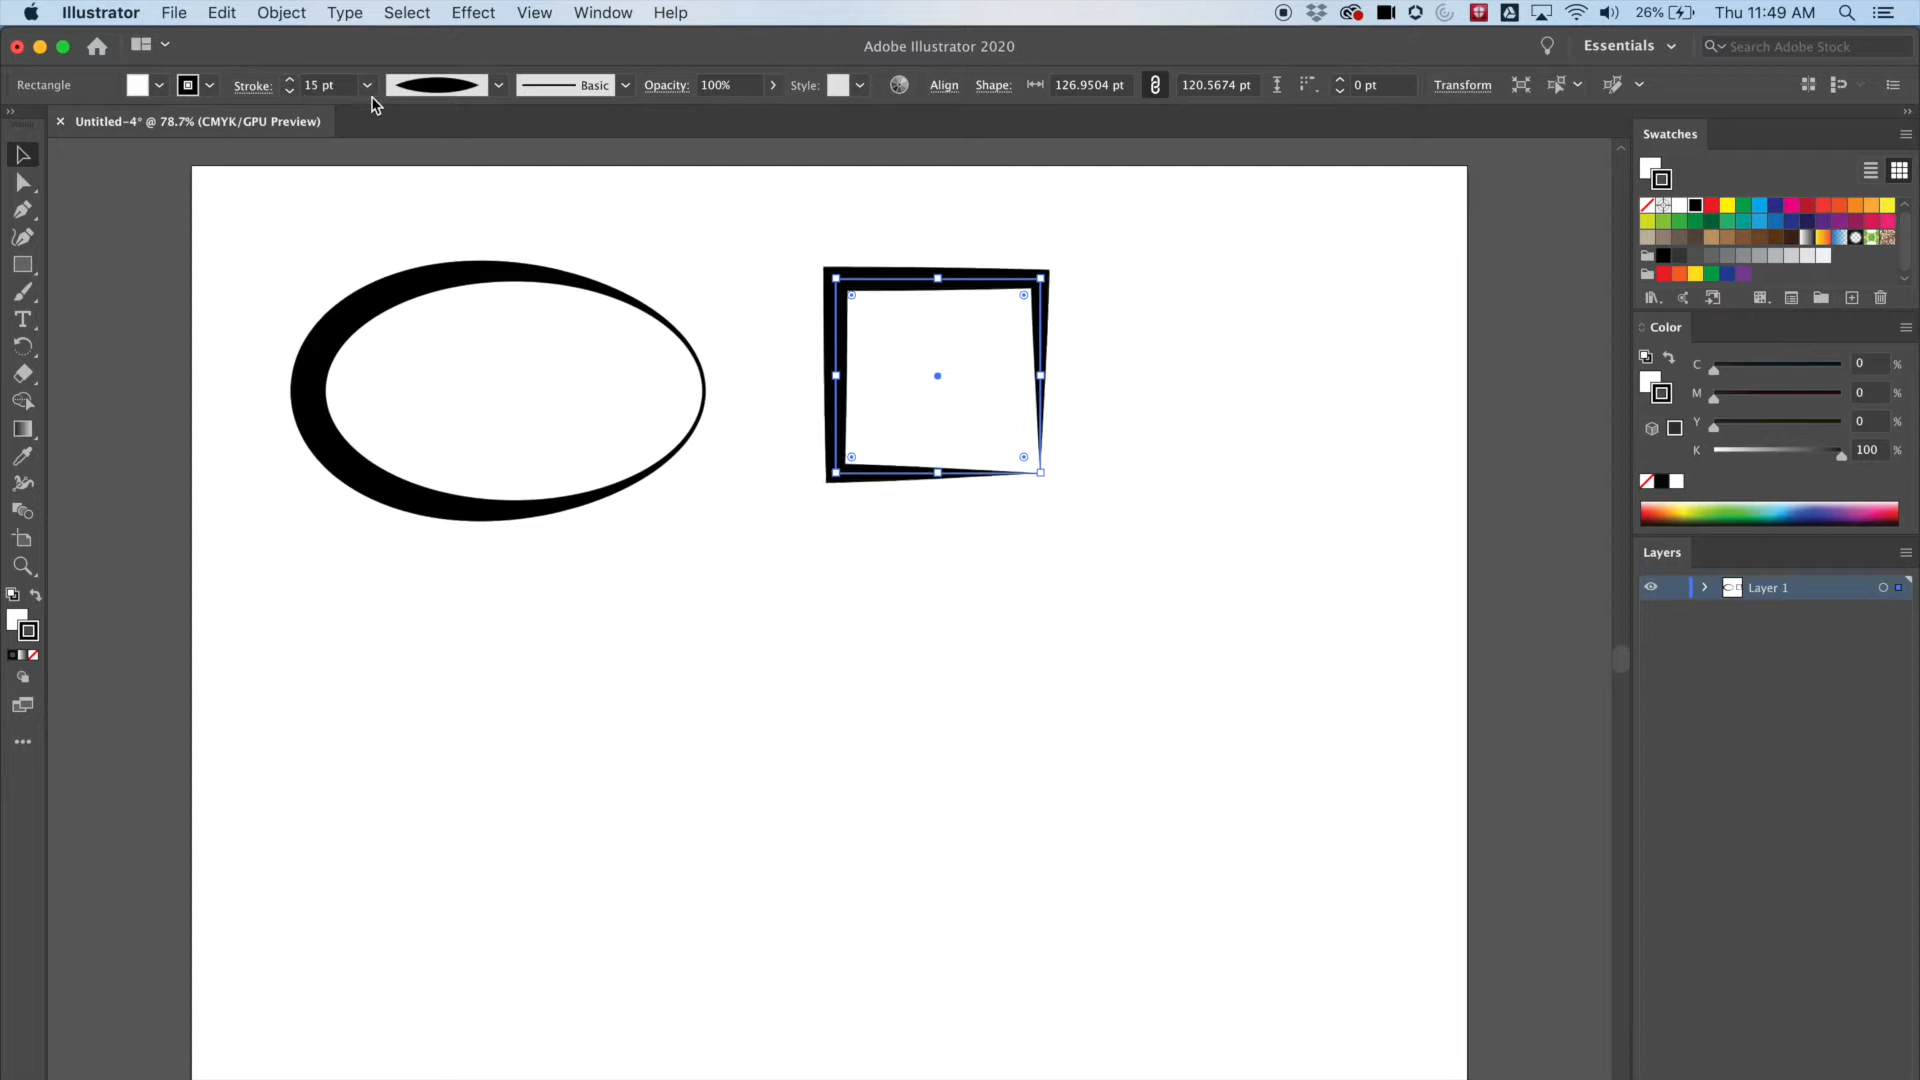 Illustrator File Edit Object Type Select Effect View Window Help 26% Thu 11:49 AM
Adobe Illustrator 2020 Essentials Search Adobe Stock
Rectangle Stroke: 15 pt Basic Opacity: 100% Style: Align Shape: 126.9504 pt 120.5674 pt 0 pt Transform
Untitled-4* @ 78.7% (CMYK/GPU Preview)
Swatches
Color
C 0 %
M 0 %
Y 0 %
K 100 %
Layers
Layer 1